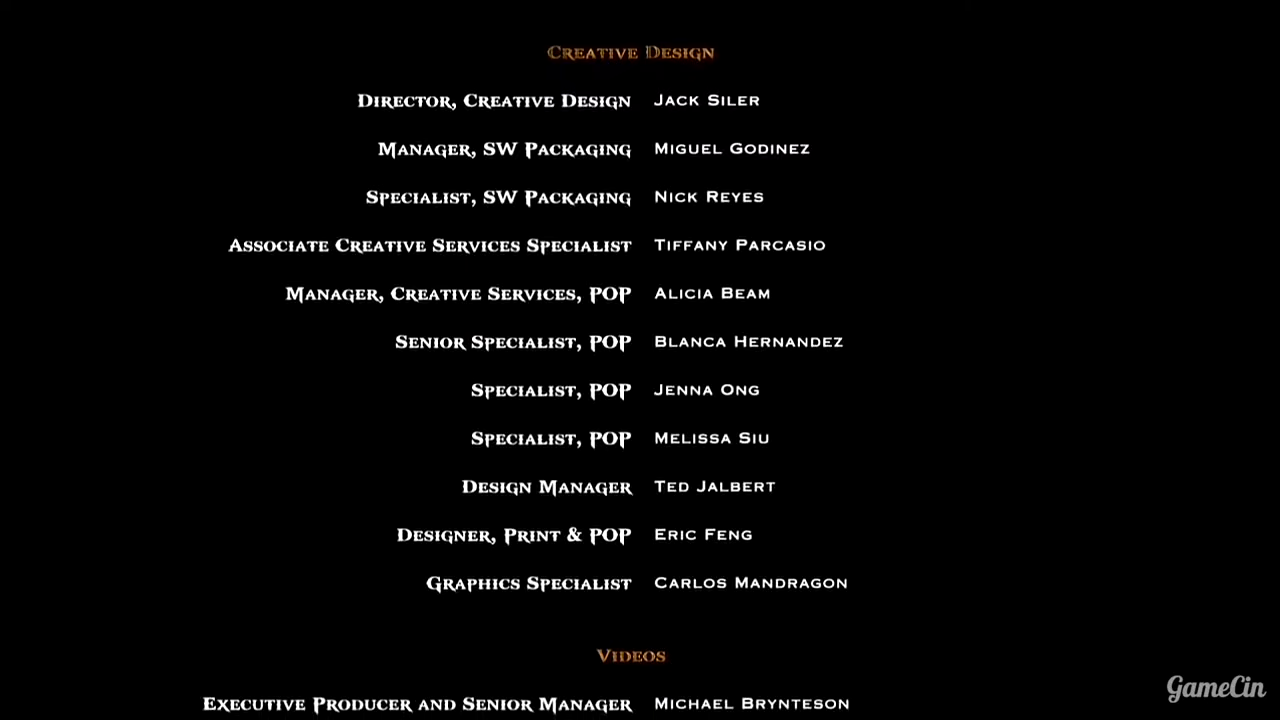 Creative Design
Director, Creative Design Jack Siler
Manager, SW Packaging Miguel Godinez
Specialist, SW Packaging Nick Reyes
Associate Creative Services Specialist Tiffany Parcasio
Manager, Creative Services, POP Alicia Beam
Senior Specialist, POP Blanca Hernandez
Specialist, POP Jenna Ong
Specialist, POP Melissa Siu
Design Manager Ted Jalbert
Designer, Print & POP Eric Feng
Graphics Specialist Carlos Mandragon
Videos
Executive Producer and Senior Manager Michael Brynteson
GameCin